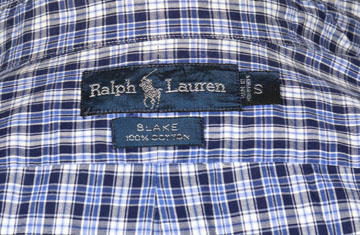 Ralph Lauren
S
BLAKE
100% COTTON